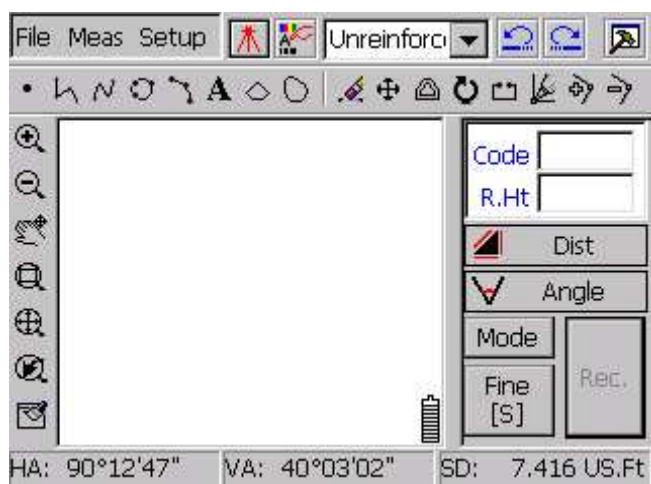 File Meas Setup Unreinforc
A
Code
R.Ht
Dist
Angle
Mode
Rec.
Fine
[S]
HA: 90°12'47" VA: 40°03'02" SD: 7.416 US.Ft